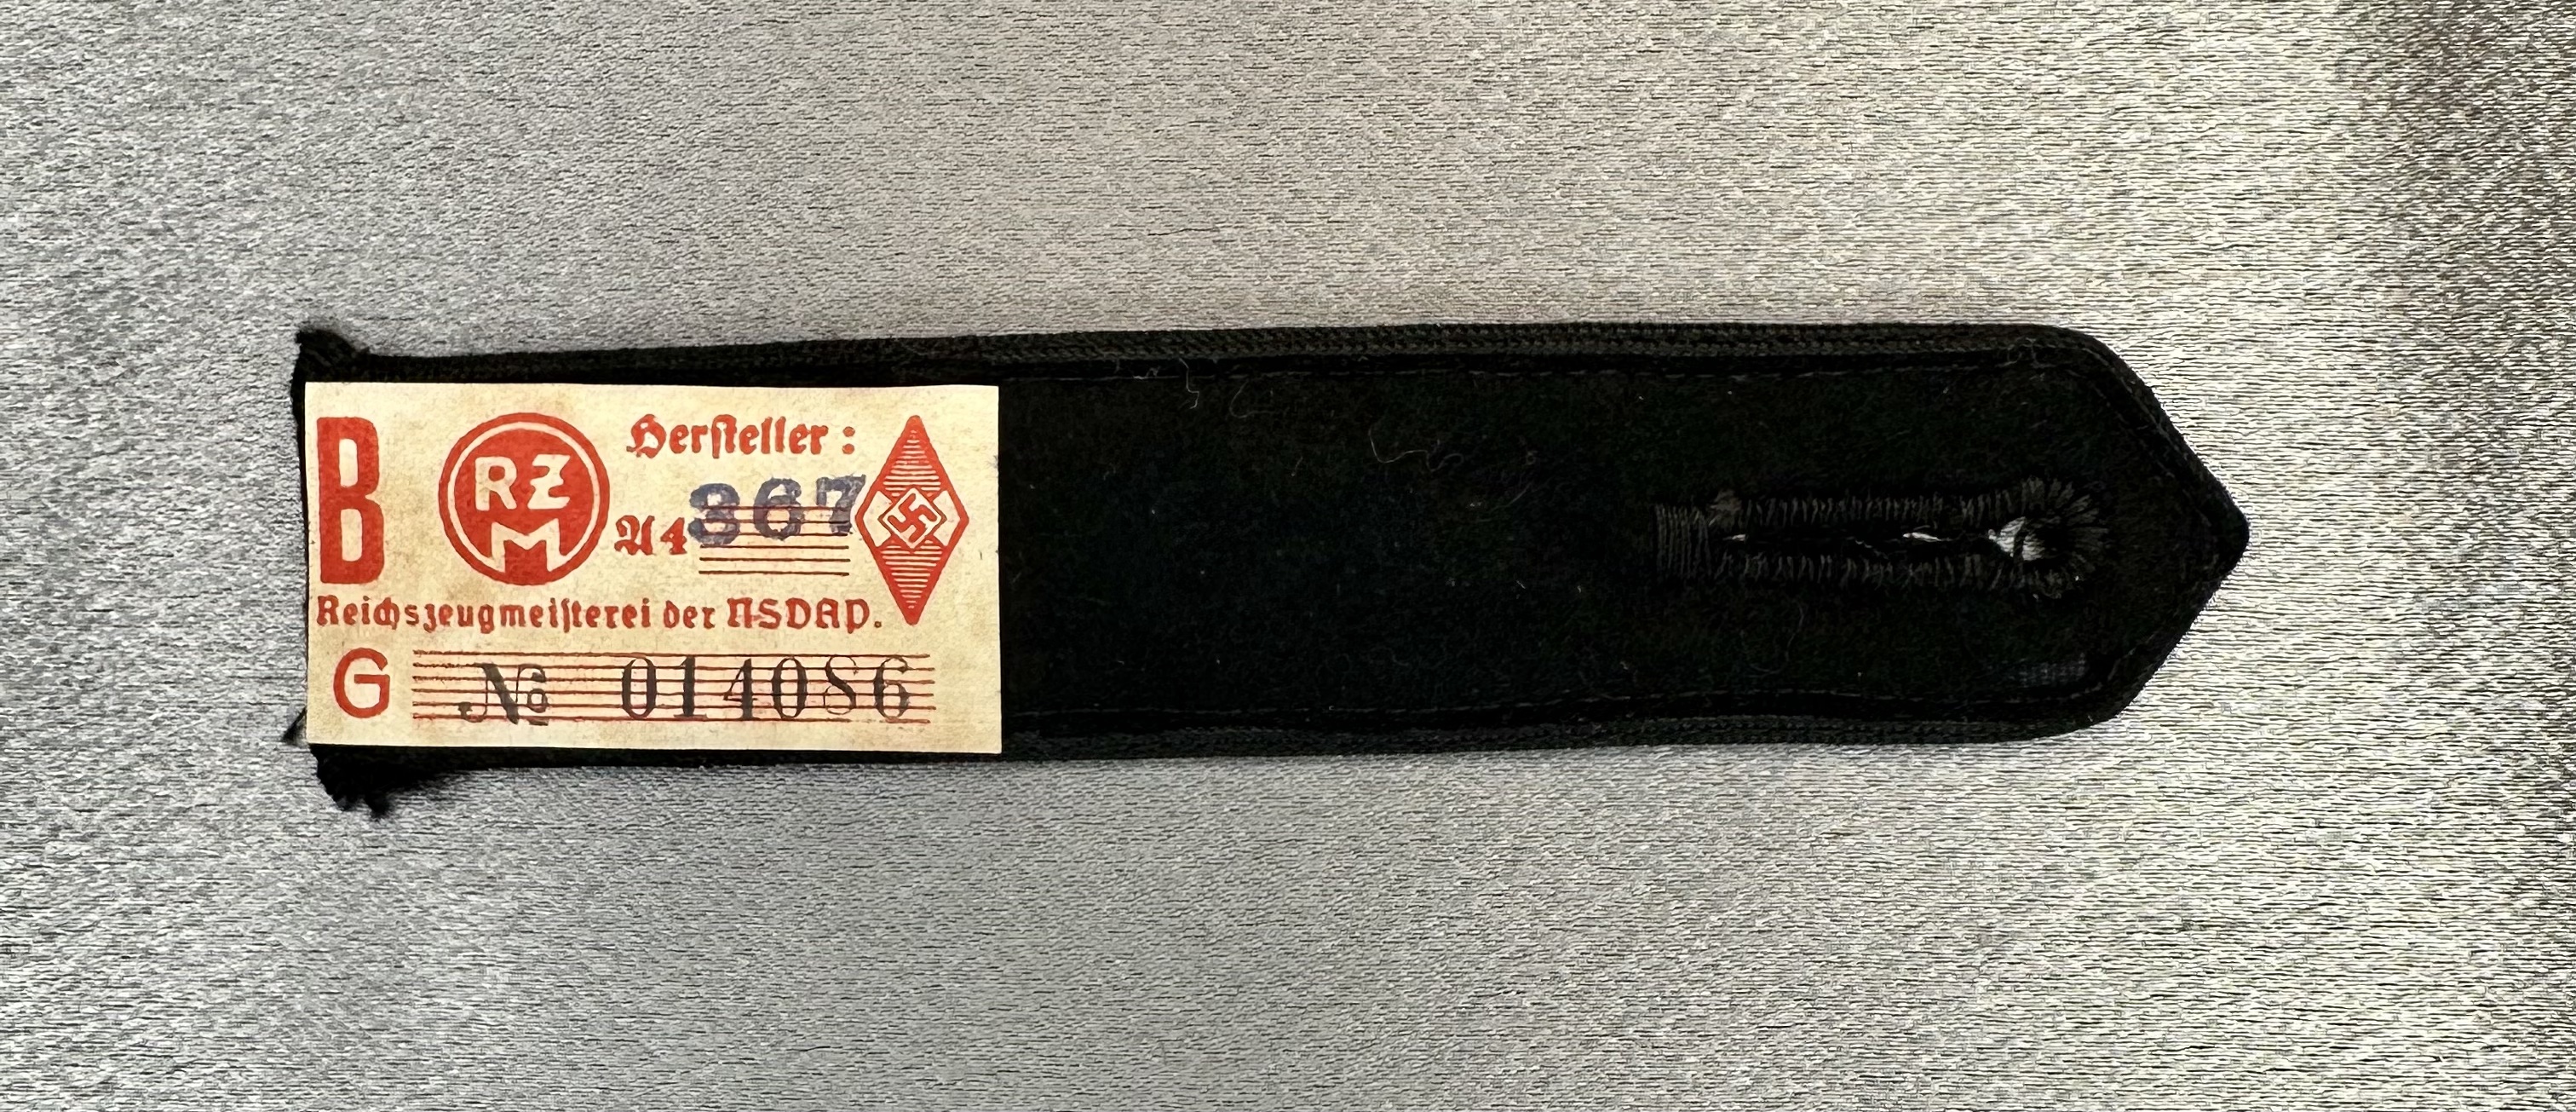 B
RZM
Hersteller:
A4 367
Reichszeugmeisterei der NSDAP.
G № 014086